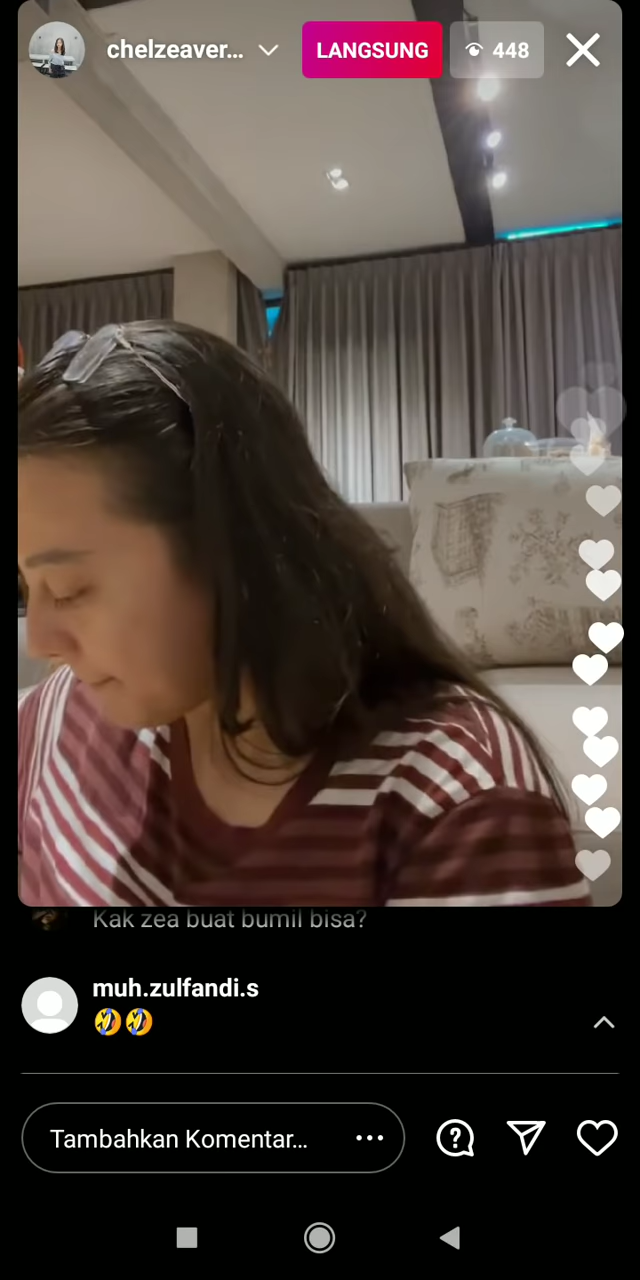 chelzeaver...
LANGSUNG
448
Kak zea buat bumil bisa?
muh.zulfandi.s
🤣🤣
Tambahkan Komentar...